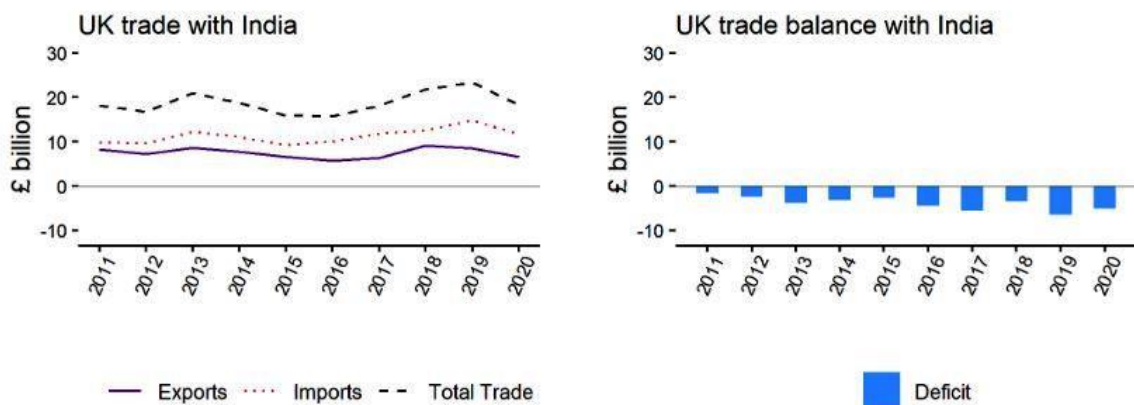 UK trade with India
30
20
10
0
-10
£ billion
2011 2012 2013 2014 2015 2016 2017 2018 2019 2020
Exports Imports Total Trade
UK trade balance with India
30
20
10
0
-10
£ billion
2011 2012 2013 2014 2015 2016 2017 2018 2019 2020
Deficit